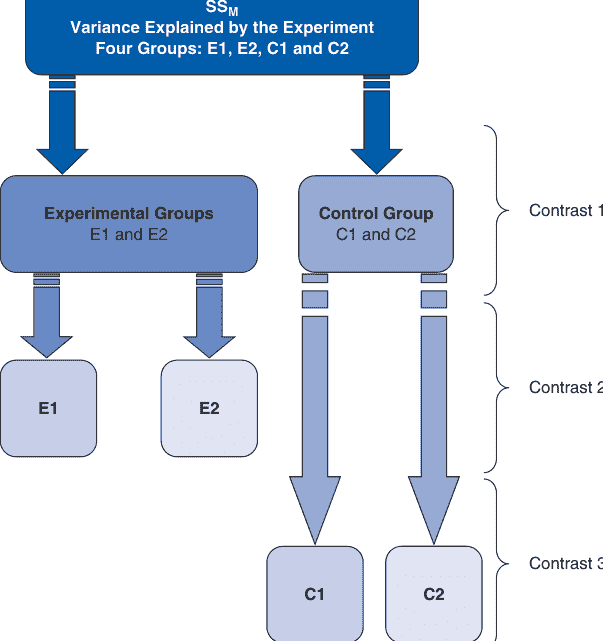 SSM
Variance Explained by the Experiment
Four Groups: E1, E2, C1 and C2
Experimental Groups
E1 and E2
Control Group
C1 and C2
Contrast 1
Contrast 2
E1
E2
Contrast 3
C1
C2